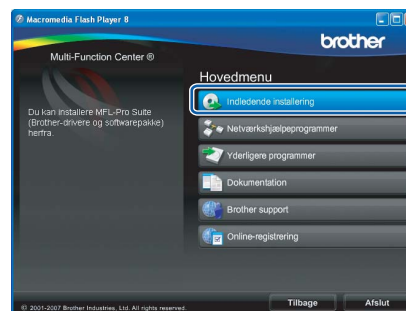 Macromedia Flash Player 8
brother
Multi-Function Center ®
Hovedmenu
Du kan installere MFL-Pro Suite
(Brother-drivere og softwarepakke)
herfra.
Indledende installering
Netværkshjælpeprogrammer
Yderligere programmer
Dokumentation
Brother support
Online-registrering
© 2001-2007 Brother Industries, Ltd. All rights reserved.
Tilbage
Afslut